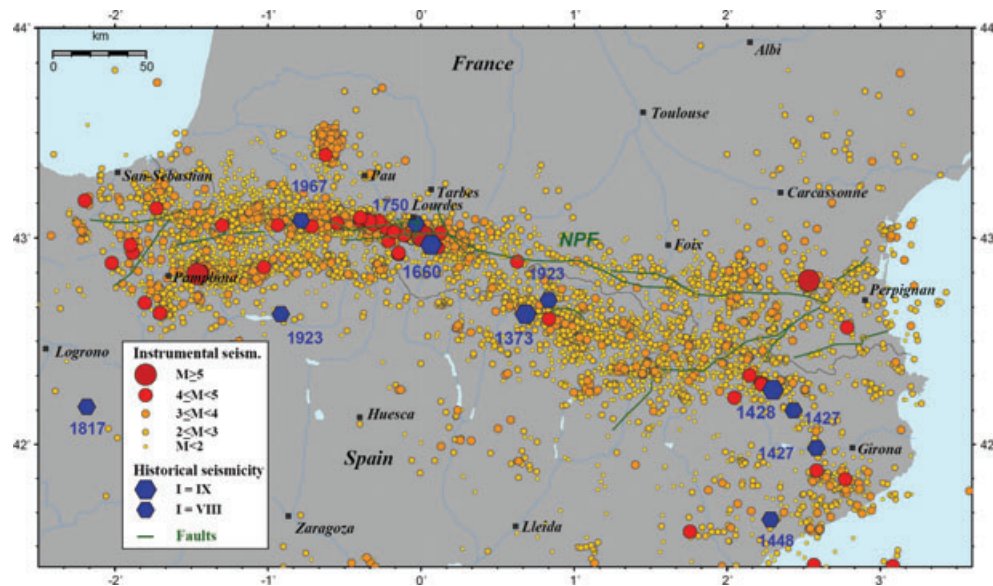 -2˚ -1˚ 0˚ 1˚ 2˚ 3˚
44˚ 44˚
km
0 50
France
Albi
Toulouse
San-Sebastian
Pau
Tarbes
Carcassonne
1967
1750
Lourdes
43˚ 43˚
NPF
Foix
Pamplona
1660
1923
Perpignan
1923
1373
Logrono
Instrumental seism.
M≥5
4≤M<5
3≤M<4
2≤M<3
M<2
Historical seismicity
I = IX
I = VIII
Faults
1817
Huesca
1428
1427
42˚ 42˚
Spain
1427
Girona
Zaragoza
Lleida
1448
-2˚ -1˚ 0˚ 1˚ 2˚ 3˚